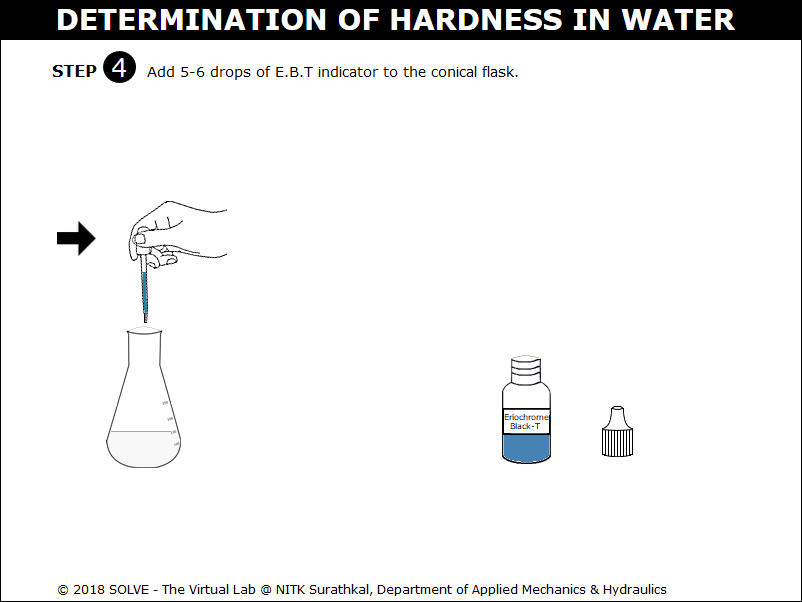 DETERMINATION OF HARDNESS IN WATER
STEP 4 Add 5-6 drops of E.B.T indicator to the conical flask.
Eriochrome
Black-T
© 2018 SOLVE - The Virtual Lab @ NITK Surathkal, Department of Applied Mechanics & Hydraulics